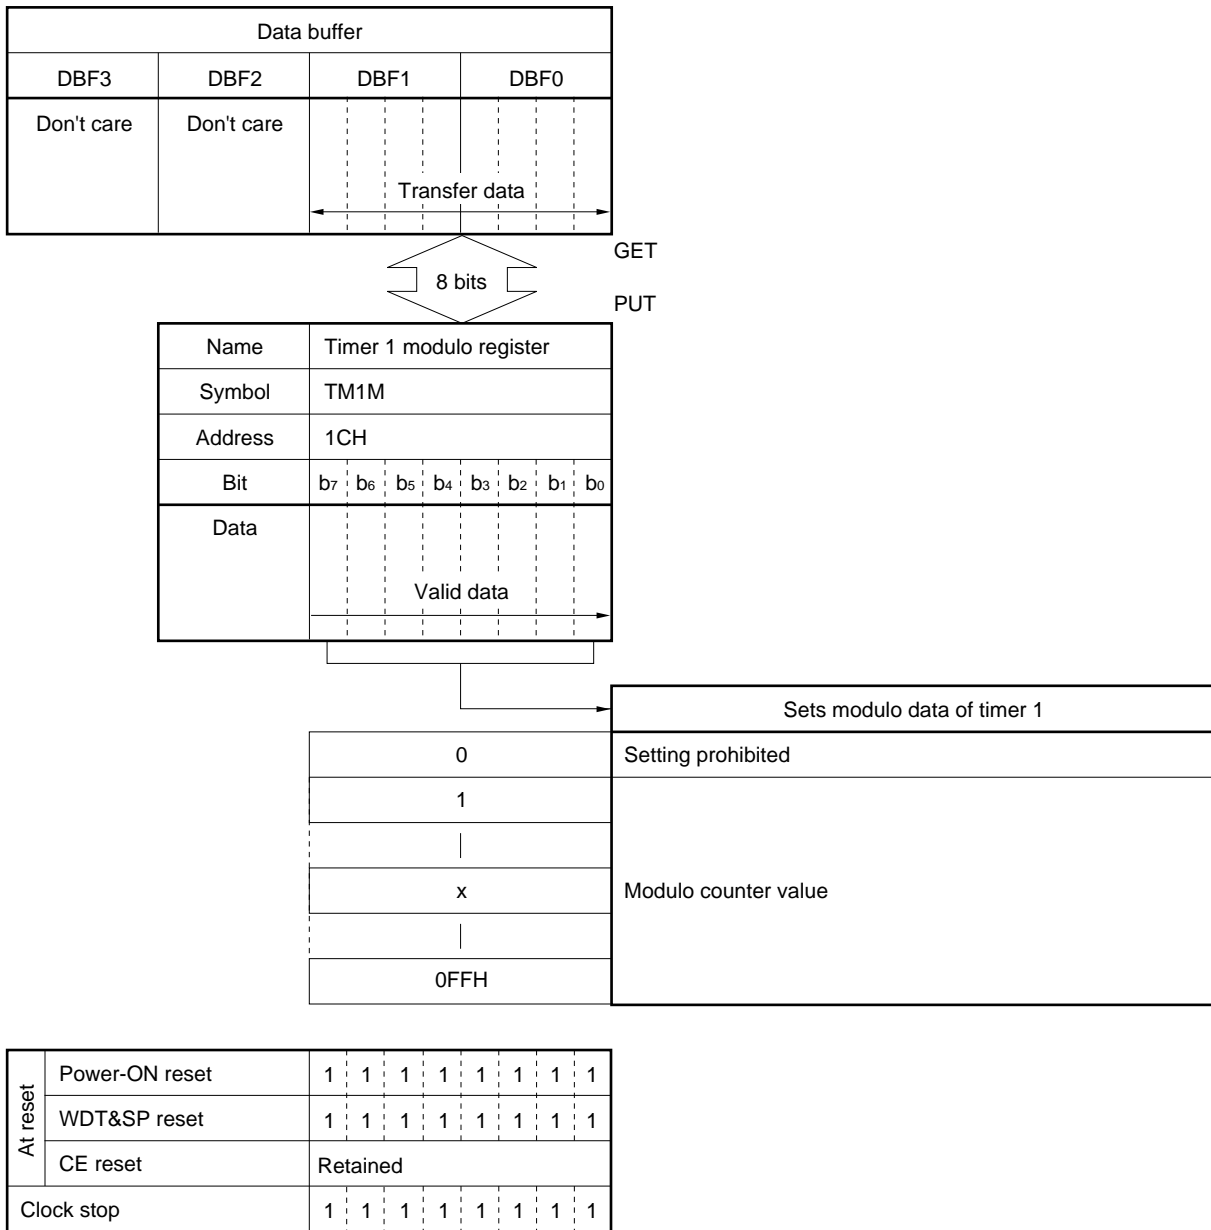 Data buffer
DBF3 DBF2 DBF1 DBF0
Don't care Don't care
Transfer data
GET
8 bits
PUT
Name Timer 1 modulo register
Symbol TM1M
Address 1CH
Bit b7 b6 b5 b4 b3 b2 b1 b0
Data
Valid data
Sets modulo data of timer 1
0 Setting prohibited
1
x Modulo counter value
0FFH
At reset
Power-ON reset 1 1 1 1 1 1 1 1
WDT&SP reset 1 1 1 1 1 1 1 1
CE reset Retained
Clock stop 1 1 1 1 1 1 1 1